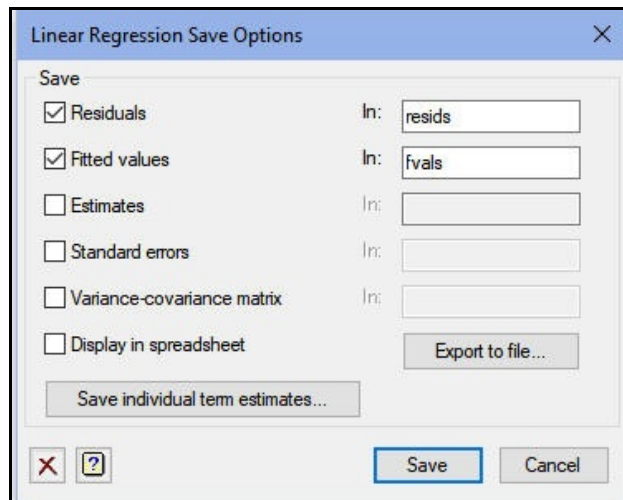 Linear Regression Save Options
Save
Residuals In: resids
Fitted values In: fvals
Estimates In:
Standard errors In:
Variance-covariance matrix In:
Display in spreadsheet Export to file...
Save individual term estimates...
? Save Cancel